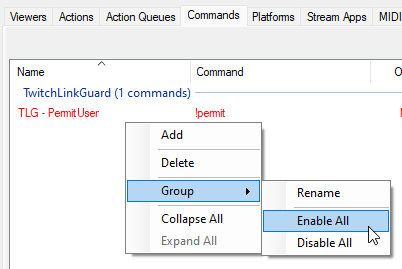 Viewers Actions Action Queues Commands Platforms Stream Apps MIDI
Name Command O
TwitchLinkGuard (1 commands)
TLG - PermitUser !permit
Add
Delete
Group Rename
Enable All
Collapse All
Expand All Disable All